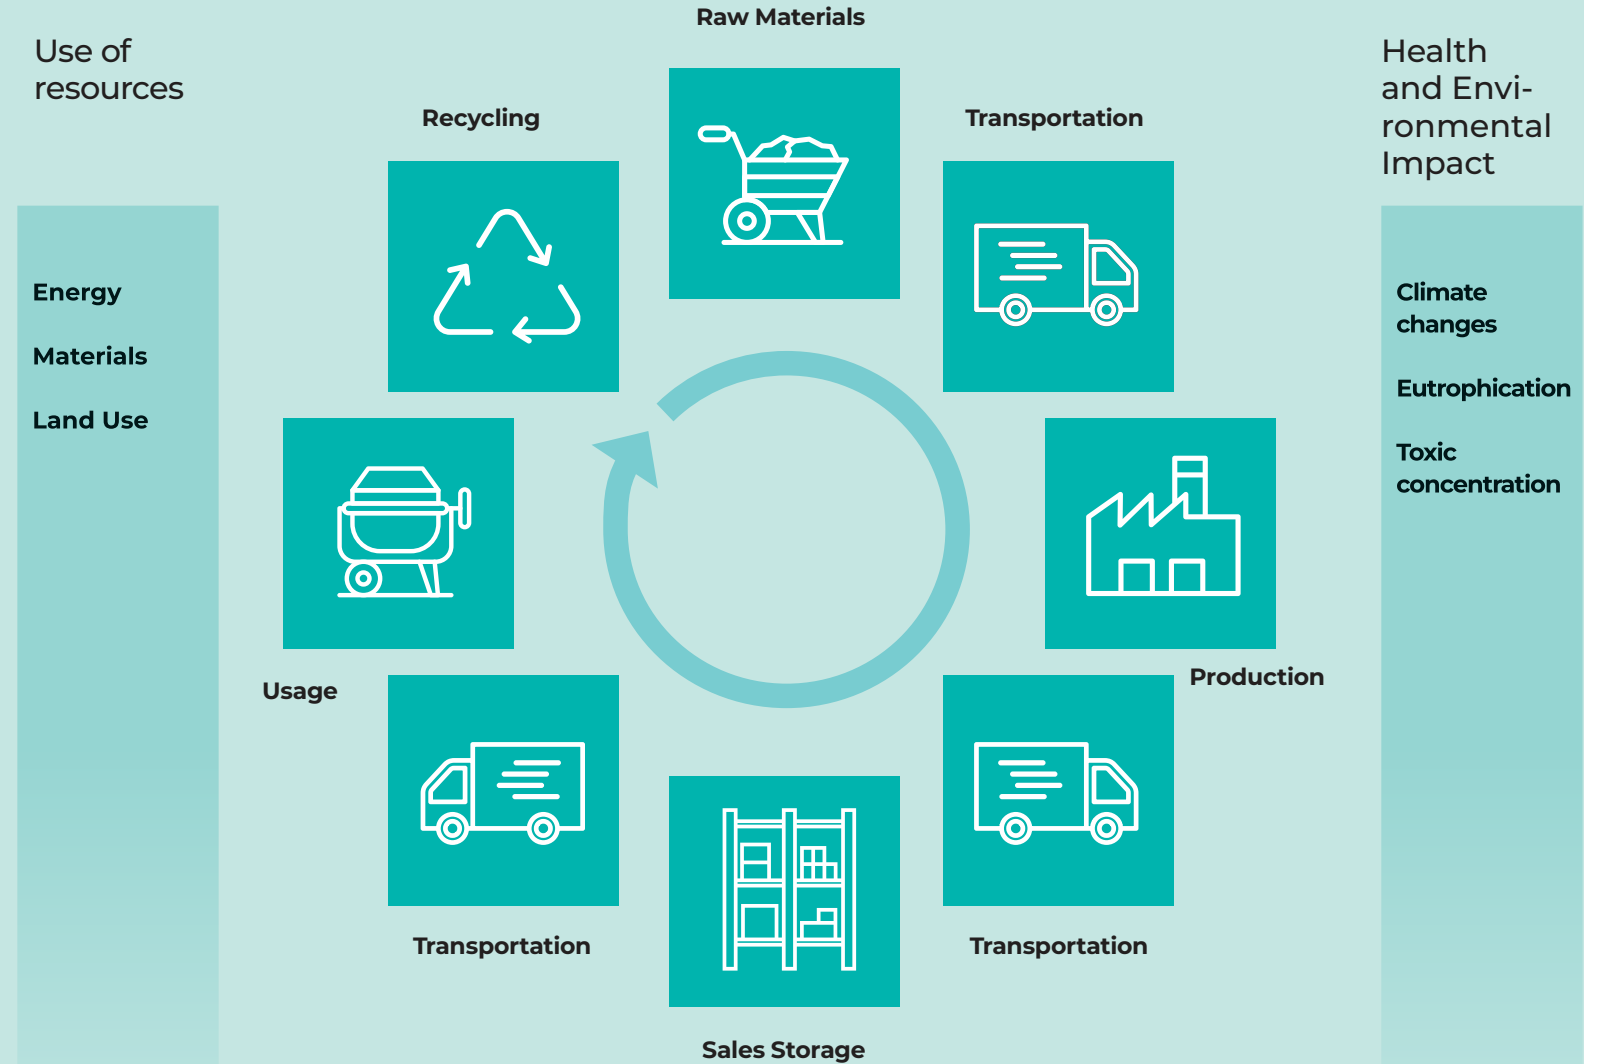 Raw Materials
Use of
resources
Health
and Envi-
ronmental
Impact
Recycling
Transportation
Energy
Materials
Land Use
Climate
changes
Eutrophication
Toxic
concentration
Usage
Production
Transportation
Transportation
Sales Storage